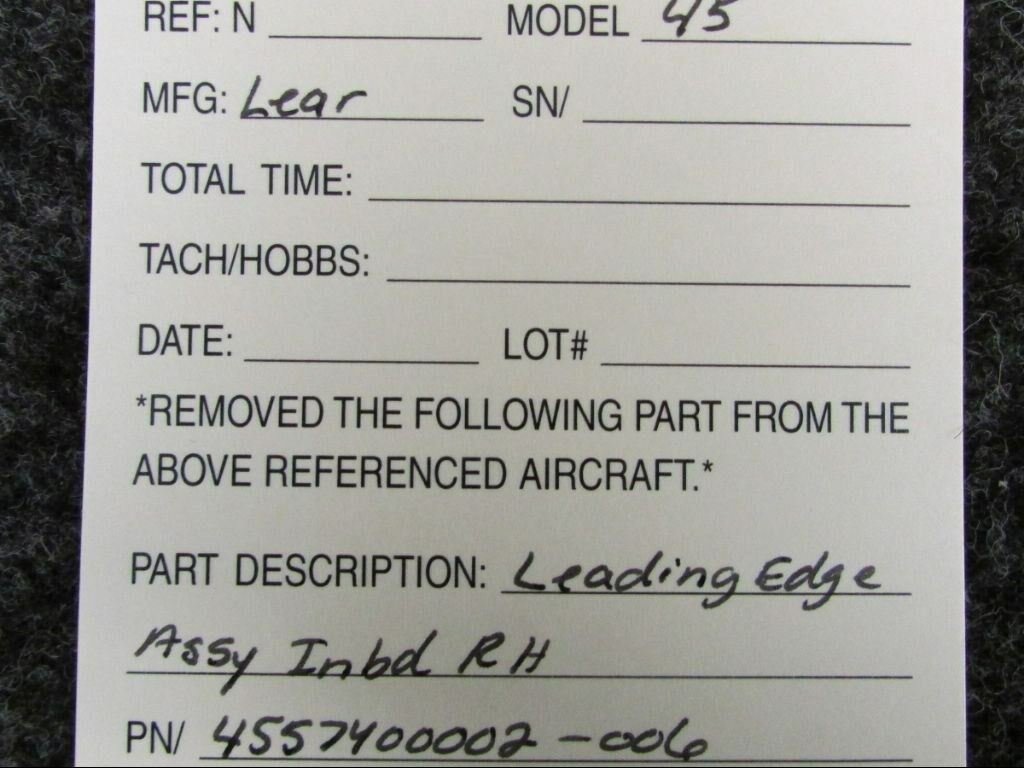 REF: N MODEL 45
MFG: Lear SN/
TOTAL TIME:
TACH/HOBBS:
DATE: LOT#
*REMOVED THE FOLLOWING PART FROM THE
ABOVE REFERENCED AIRCRAFT.*
PART DESCRIPTION: Leading Edge
Assy Inbd RH
PN/ 4557400002-006